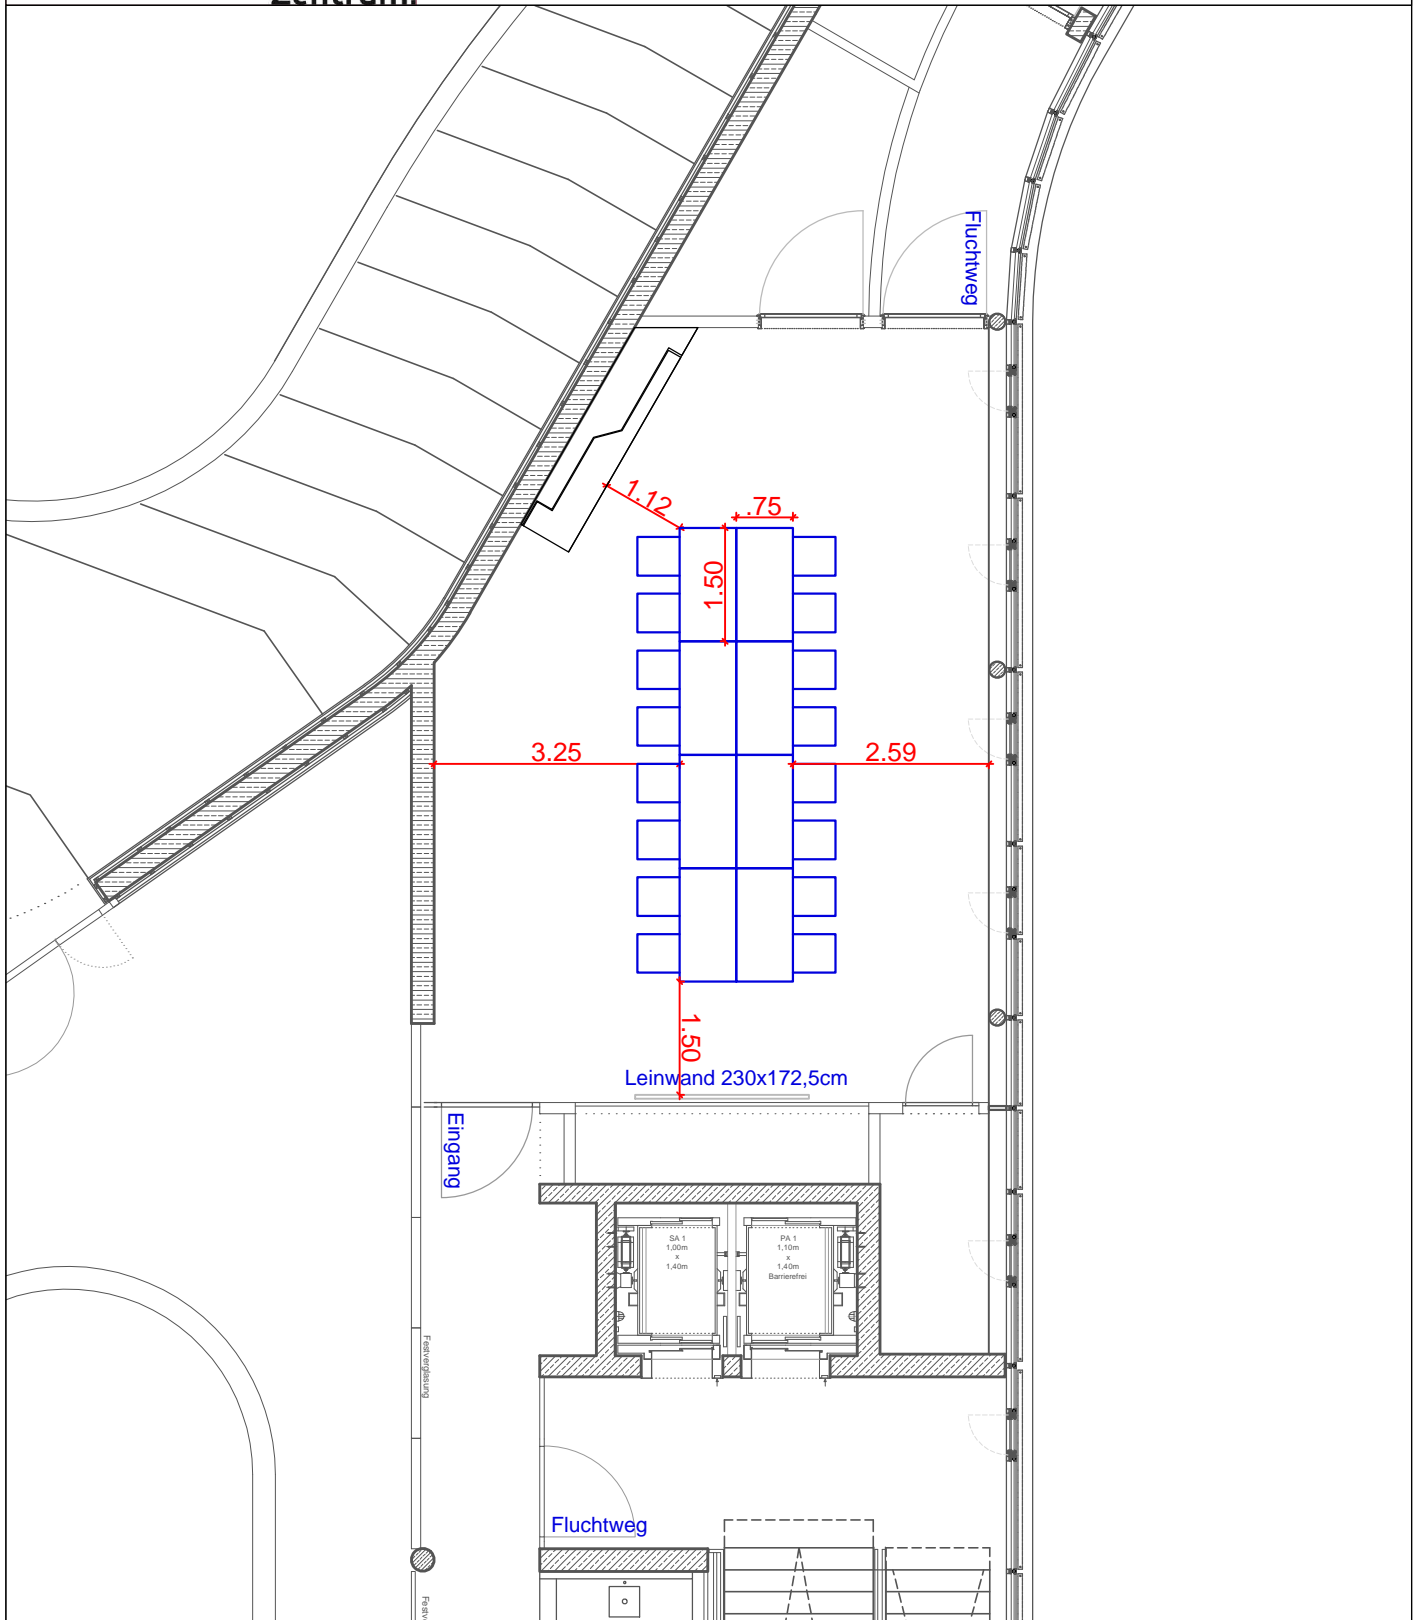 Zentrum.
Fluchtweg
1.12
.75
1.50
3.25
2.59
1.50
Leinwand 230x172,5cm
Eingang
SA 1
1,00m
x
1,40m
PA 1
1,10m
x
1,40m
Barrierefrei
Festverglasung
Fluchtweg